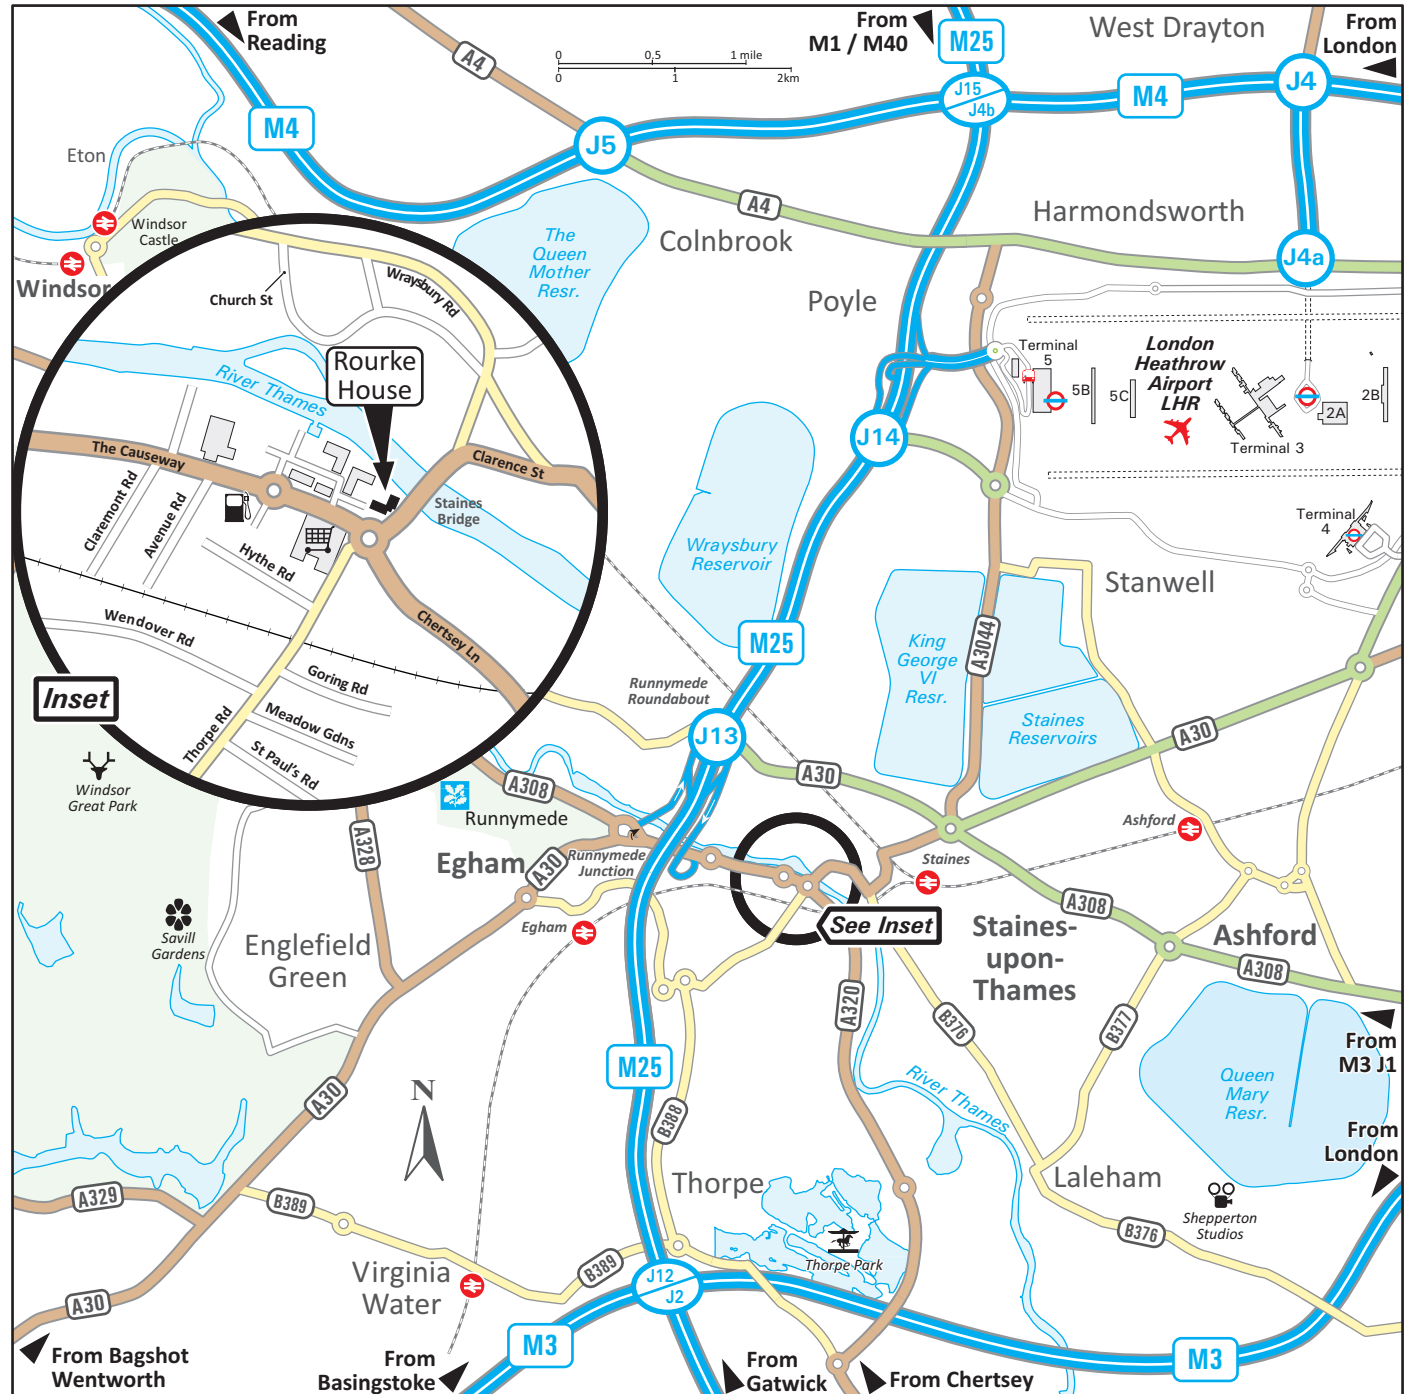 From
Reading
A4
0
0,5
1 mile
0
1
2km
From
M1 / M40
M25
West Drayton
From
London
J15
J4b
M4
J4
M4
J5
Eton
Windsor
Castle
Windsor
The
Queen
Mother
Resr.
A4
Colnbrook
Harmondsworth
J4a
Poyle
Church St
Wraysbury Rd
River Thames
Rourke
House
The Causeway
Clarence St
Staines
Bridge
Claremont Rd
Avenue Rd
Hythe Rd
Wendover Rd
Chertsey Ln
Goring Rd
Meadow Gdns
St Paul's Rd
Thorpe Rd
Inset
Terminal
5
5B
5C
London
Heathrow
Airport
LHR
Terminal 3
2A
2B
J14
Terminal
4
Wraysbury
Reservoir
Stanwell
M25
King
George
VI
Resr.
A3044
Staines
Reservoirs
Runnymede
Roundabout
J13
A30
A30
Windsor
Great Park
A308
Runnymede
A328
Egham
A30
Runnymede
Junction
Egham
Staines
Ashford
See Inset
Staines-
upon-
Thames
A308
Ashford
A308
Savill
Gardens
Englefield
Green
A320
B376
B377
From
M3 J1
M25
A30
N
B388
River Thames
Queen
Mary
Resr.
From
London
A329
B389
Thorpe
Laleham
Shepperton
Studios
B376
Thorpe Park
Virginia
Water
B389
J12
J2
A30
M3
M3
From Bagshot
Wentworth
From
Basingstoke
From
Gatwick
From Chertsey